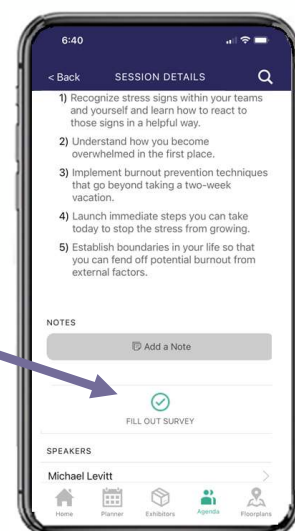 6:40
< Back SESSION DETAILS
1) Recognize stress signs within your teams
and yourself and learn how to react to
those signs in a helpful way.
2) Understand how you become
overwhelmed in the first place.
3) Implement burnout prevention techniques
that go beyond taking a two-week
vacation.
4) Launch immediate steps you can take
today to stop the stress from growing.
5) Establish boundaries in your life so that
you can fend off potential burnout from
external factors.
NOTES
Add a Note
FILL OUT SURVEY
SPEAKERS
Michael Levitt
Home Planner Exhibitors Agenda Floorplans